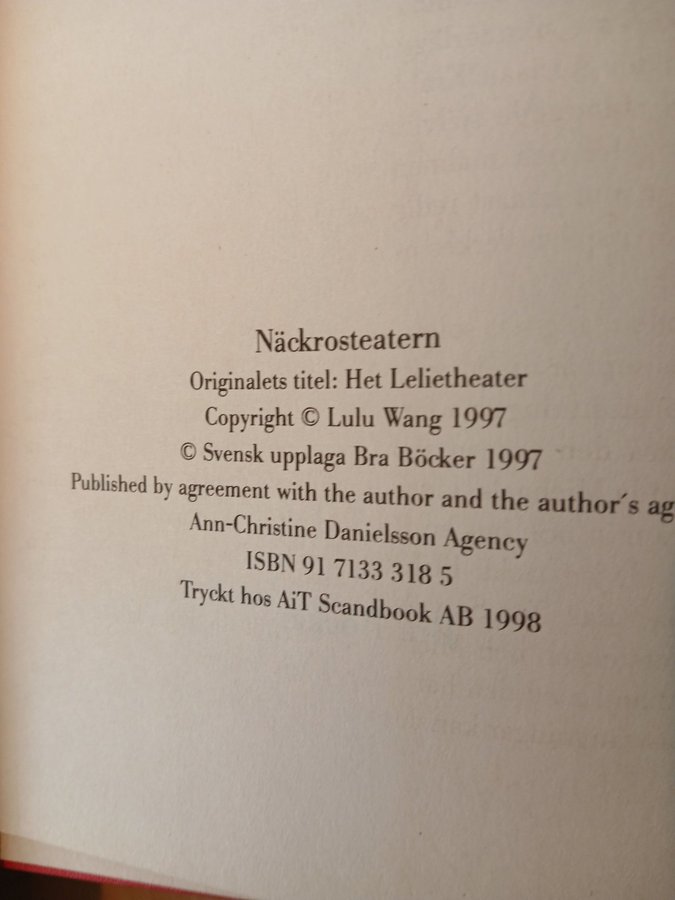 Näckrosteatern
Originalets titel: Het Lelietheater
Copyright © Lulu Wang 1997
© Svensk upplaga Bra Böcker 1997
Published by agreement with the author and the author´s ag
Ann-Christine Danielsson Agency
ISBN 91 7133 318 5
Tryckt hos AiT Scandbook AB 1998